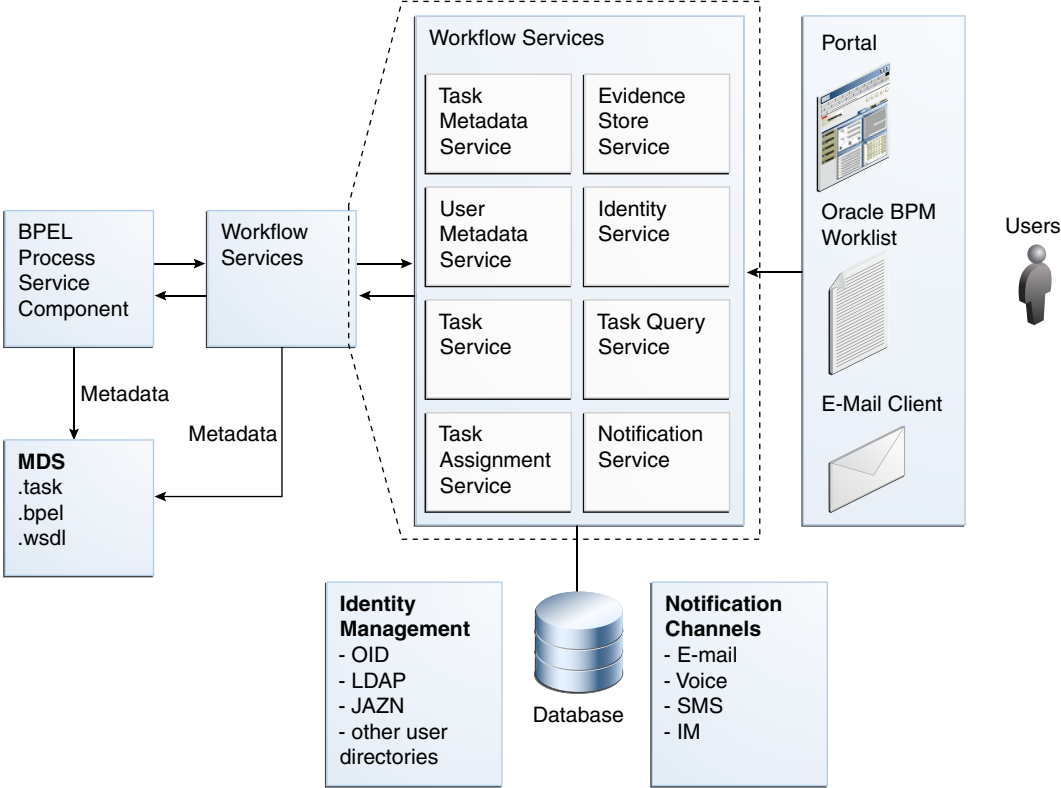 Workflow Services
Task
Metadata
Service
Evidence
Store
Service
User
Metadata
Service
Identity
Service
Task
Service
Task Query
Service
Task
Assignment
Service
Notification
Service
Portal
Oracle BPM
Worklist
E-Mail Client
Users
BPEL
Process
Service
Component
Workflow
Services
Metadata
Metadata
MDS
.task
.bpel
.wsdl
Identity
Management
- OID
- LDAP
- JAZN
- other user
directories
Database
Notification
Channels
- E-mail
- Voice
- SMS
- IM